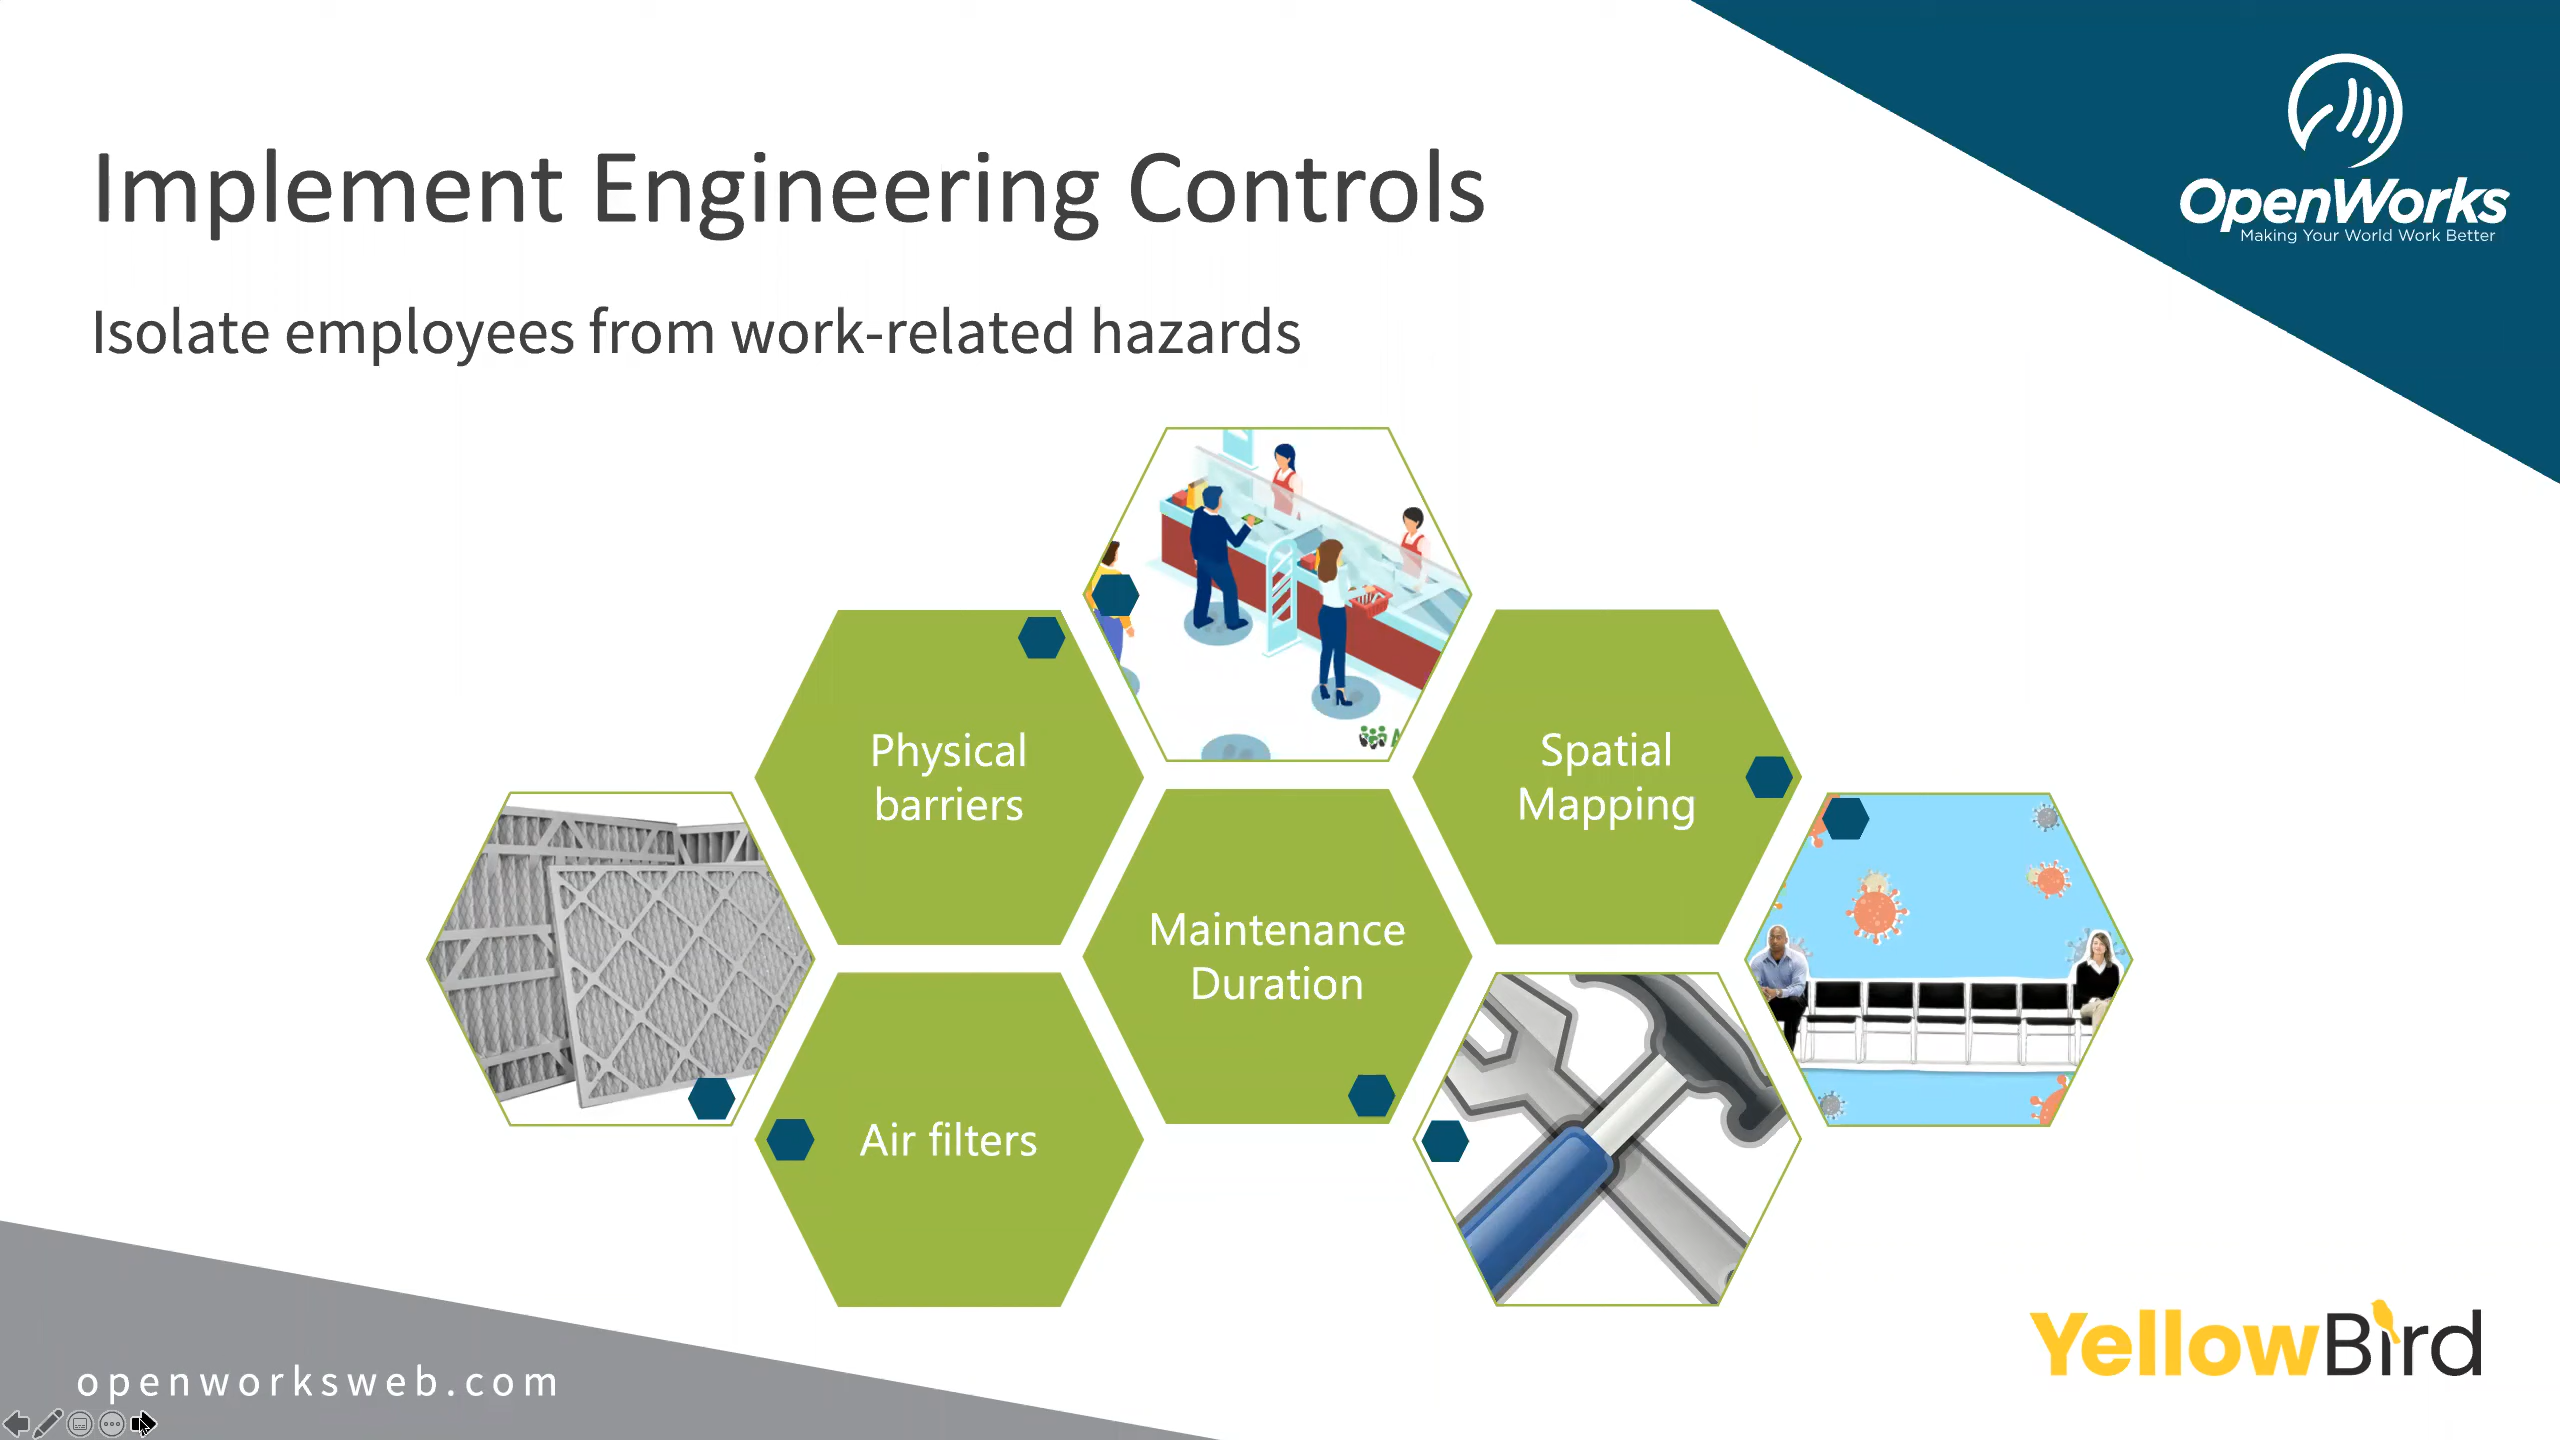 Implement Engineering Controls
OpenWorks
Making Your World Work Better
Isolate employees from work-related hazards
Physical
barriers
Spatial
Mapping
Maintenance
Duration
Air filters
YellowBird
openworksweb.com